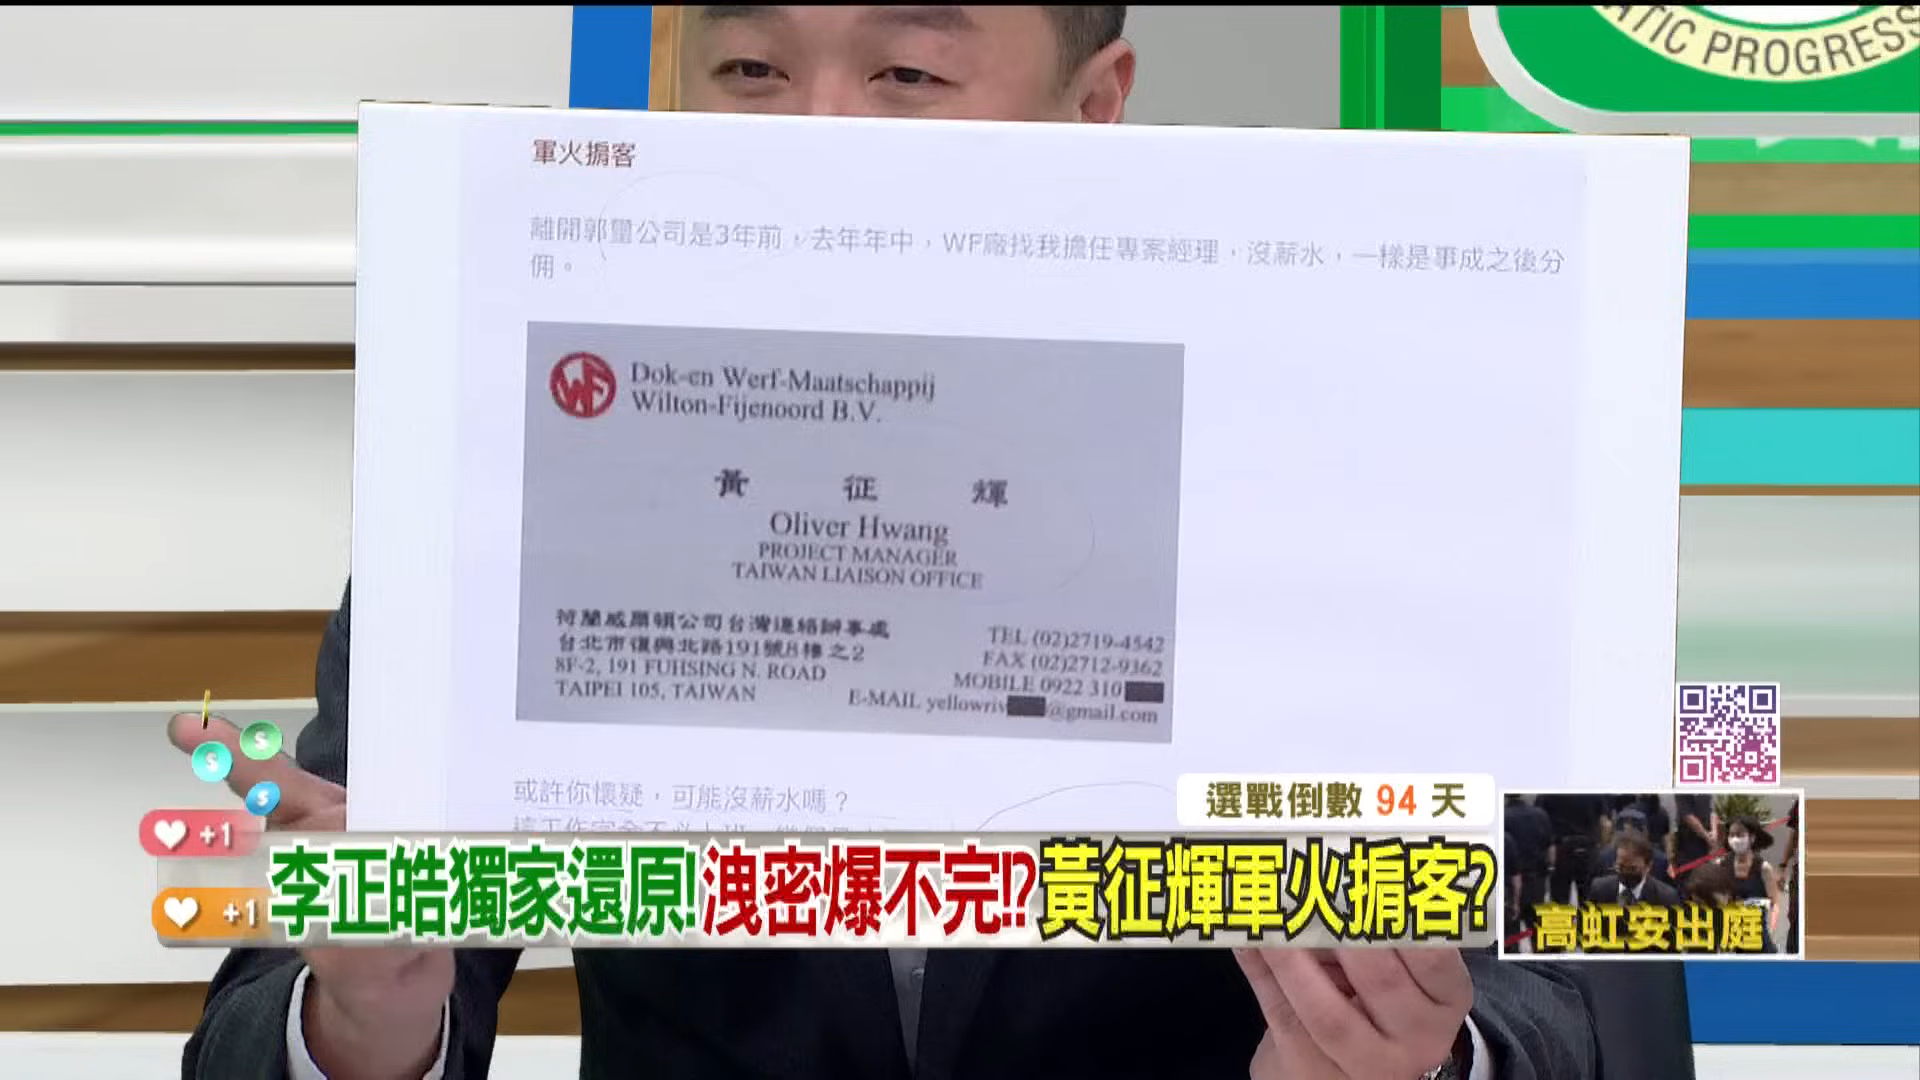 ATIC PROGRESS
軍火掮客
離開郭璽公司是3年前,去年年中,WF廠找我擔任專案經理,沒薪水,一樣是事成之後分
佣。
WF
Dok-en Werf-Maatschappij
Wilton-Fijenoord B.V.
黃 征 輝
Oliver Hwang
PROJECT MANAGER
TAIWAN LIAISON OFFICE
荷蘭威爾頓公司台灣連絡辦事處
台北市復興北路191號8樓之2
8F-2, 191 FUHSING N. ROAD
TAIPEI 105, TAIWAN
TEL (02)2719-4542
FAX (02)2712-9362
MOBILE 0922 310
E-MAIL yellowriv @gmail.com
或許你懷疑,可能沒薪水嗎?
選戰倒數 94 天
+1
+1
李正皓獨家還原!洩密爆不完!?黃征輝軍火掮客?
高虹安出庭